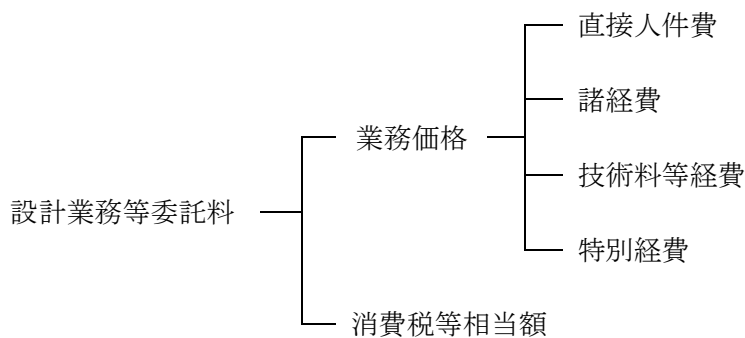 直接人件費
諸経費
業務価格
技術料等経費
設計業務等委託料
特別経費
消費税等相当額